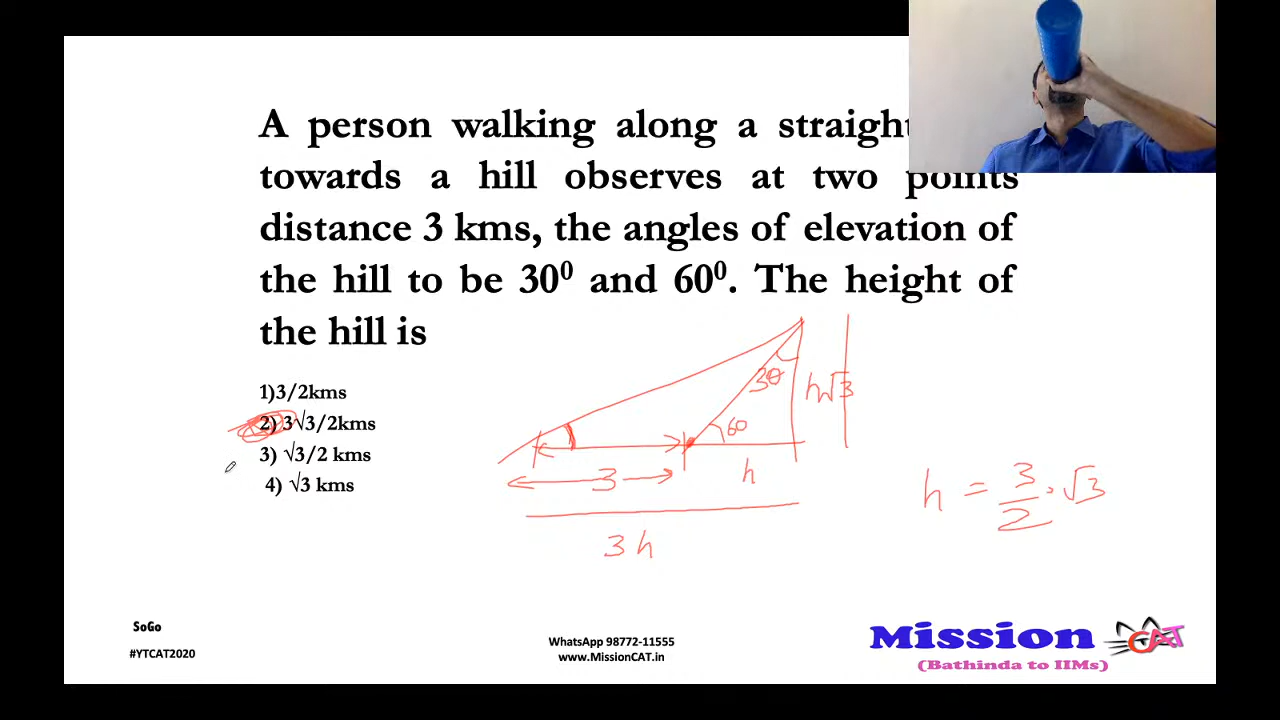 A person walking along a straight
towards a hill observes at two points
distance 3 kms, the angles of elevation of
the hill to be 30⁰ and 60⁰. The height of
the hill is
1)3/2kms
2) 3√3/2kms
3) √3/2 kms
4) √3 kms
30
60
h√3
3
h
3h
h = 3/2 · √3
SoGo
#YTCAT2020
WhatsApp 98772-11555
www.MissionCAT.in
Mission CAT
(Bathinda to IIMs)